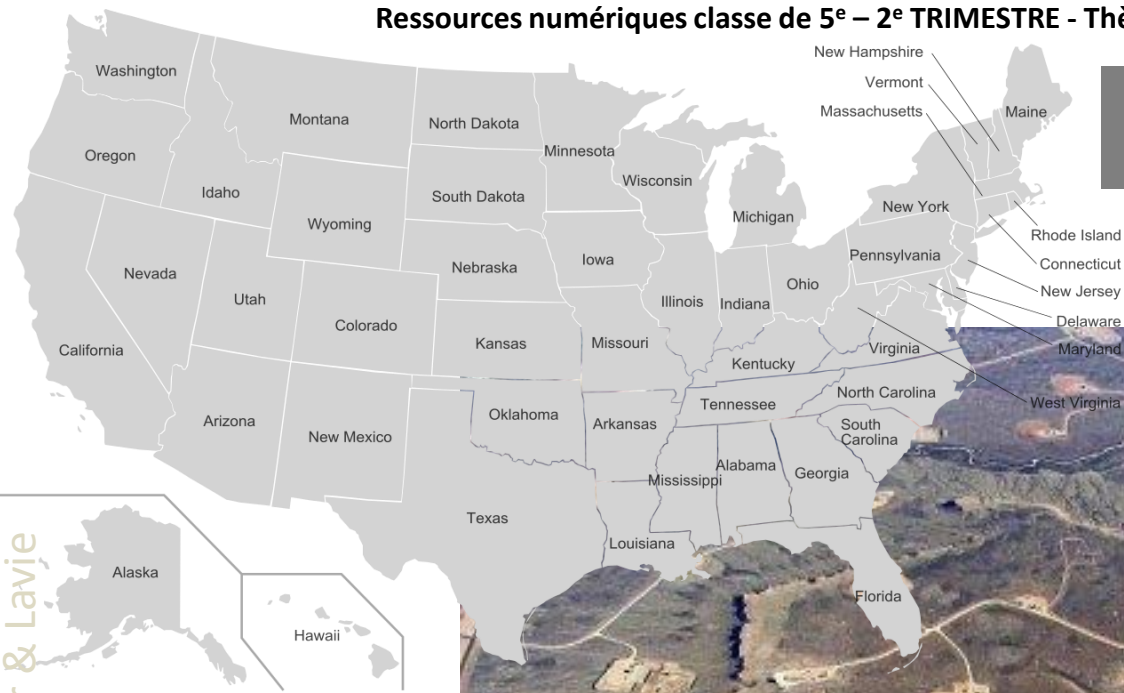 Ressources numériques classe de 5e – 2e TRIMESTRE - Thè
New Hampshire
Washington
Vermont
Massachusetts
Maine
Montana
North Dakota
Minnesota
Oregon
Wisconsin
Idaho
South Dakota
New York
Michigan
Wyoming
Rhode Island
Pennsylvania
Iowa
Connecticut
Nebraska
Nevada
Ohio
New Jersey
Utah
Illinois
Indiana
Delaware
Colorado
Kansas
Missouri
Virginia
Maryland
California
Kentucky
North Carolina
West Virginia
Tennessee
Oklahoma
Arizona
Arkansas
South
Carolina
New Mexico
Alabama
Georgia
Mississippi
Texas
Louisiana
Alaska
Florida
Hawaii
& Lavie